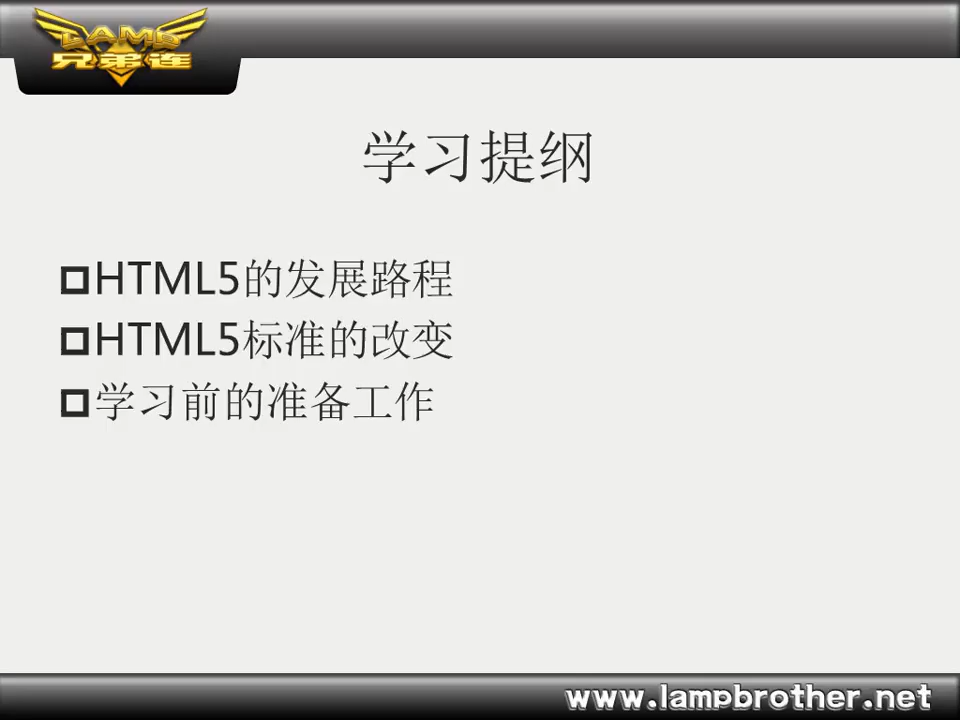 LAMP
兄弟连
学习提纲
HTML5的发展路程
HTML5标准的改变
学习前的准备工作
www.lampbrother.net